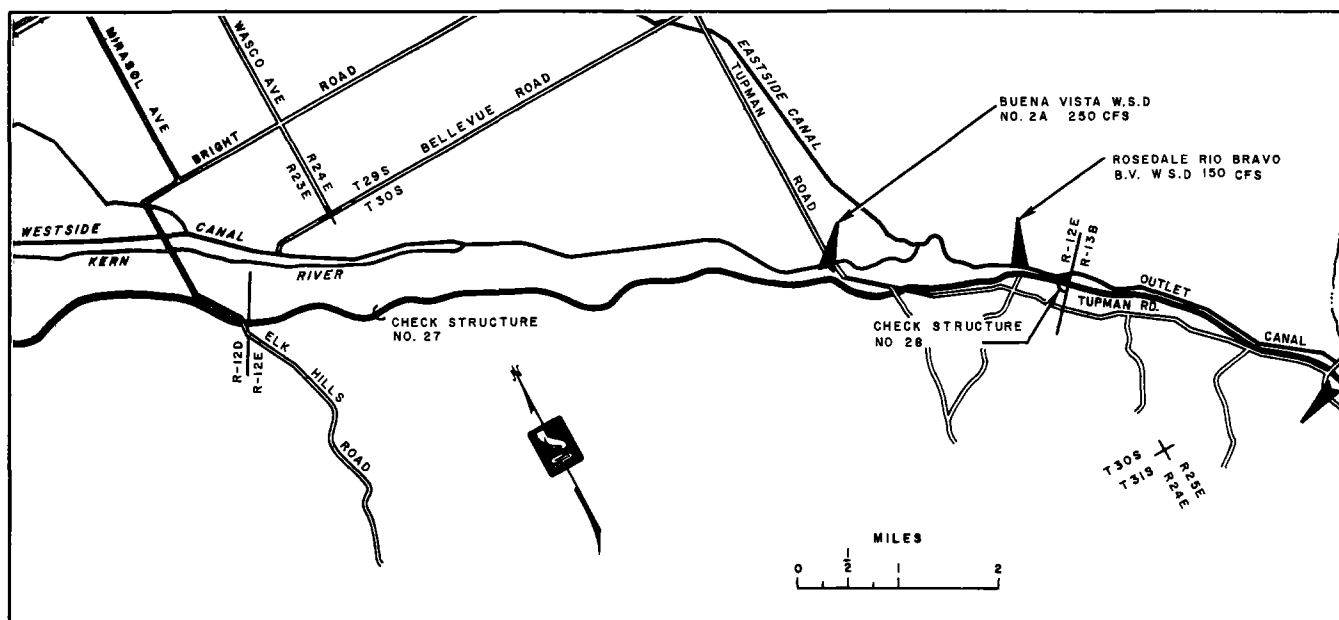 MIRASOL AVE
WASCO AVE
BRIGHT ROAD
R24E
R23E
BELLEVUE ROAD
T29S
T30S
TUPMAN ROAD
EASTSIDE CANAL
BUENA VISTA W.S.D
NO. 2A 250 CFS
ROSEDALE RIO BRAVO
B.V. W S.D 150 CFS
WESTSIDE CANAL
KERN RIVER
R-12E
R-13B
OUTLET CANAL
TUPMAN RD.
CHECK STRUCTURE
NO. 27
CHECK STRUCTURE
NO 28
R-12D
R-12E
ELK HILLS ROAD
N
T30S
T31S
R25E
R24E
MILES
0 1/2 1 2